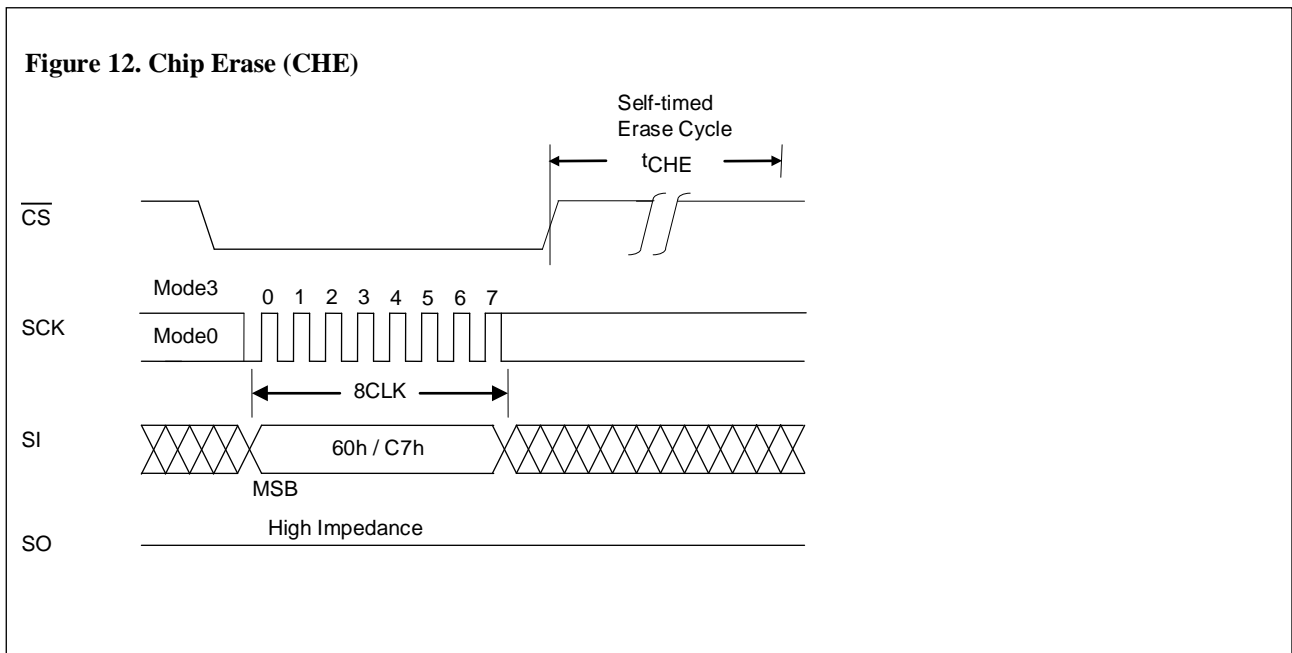 Figure 12. Chip Erase (CHE)
Self-timed
Erase Cycle
tCHE
CS
Mode3
0 1 2 3 4 5 6 7
SCK
Mode0
8CLK
SI
60h / C7h
MSB
High Impedance
SO